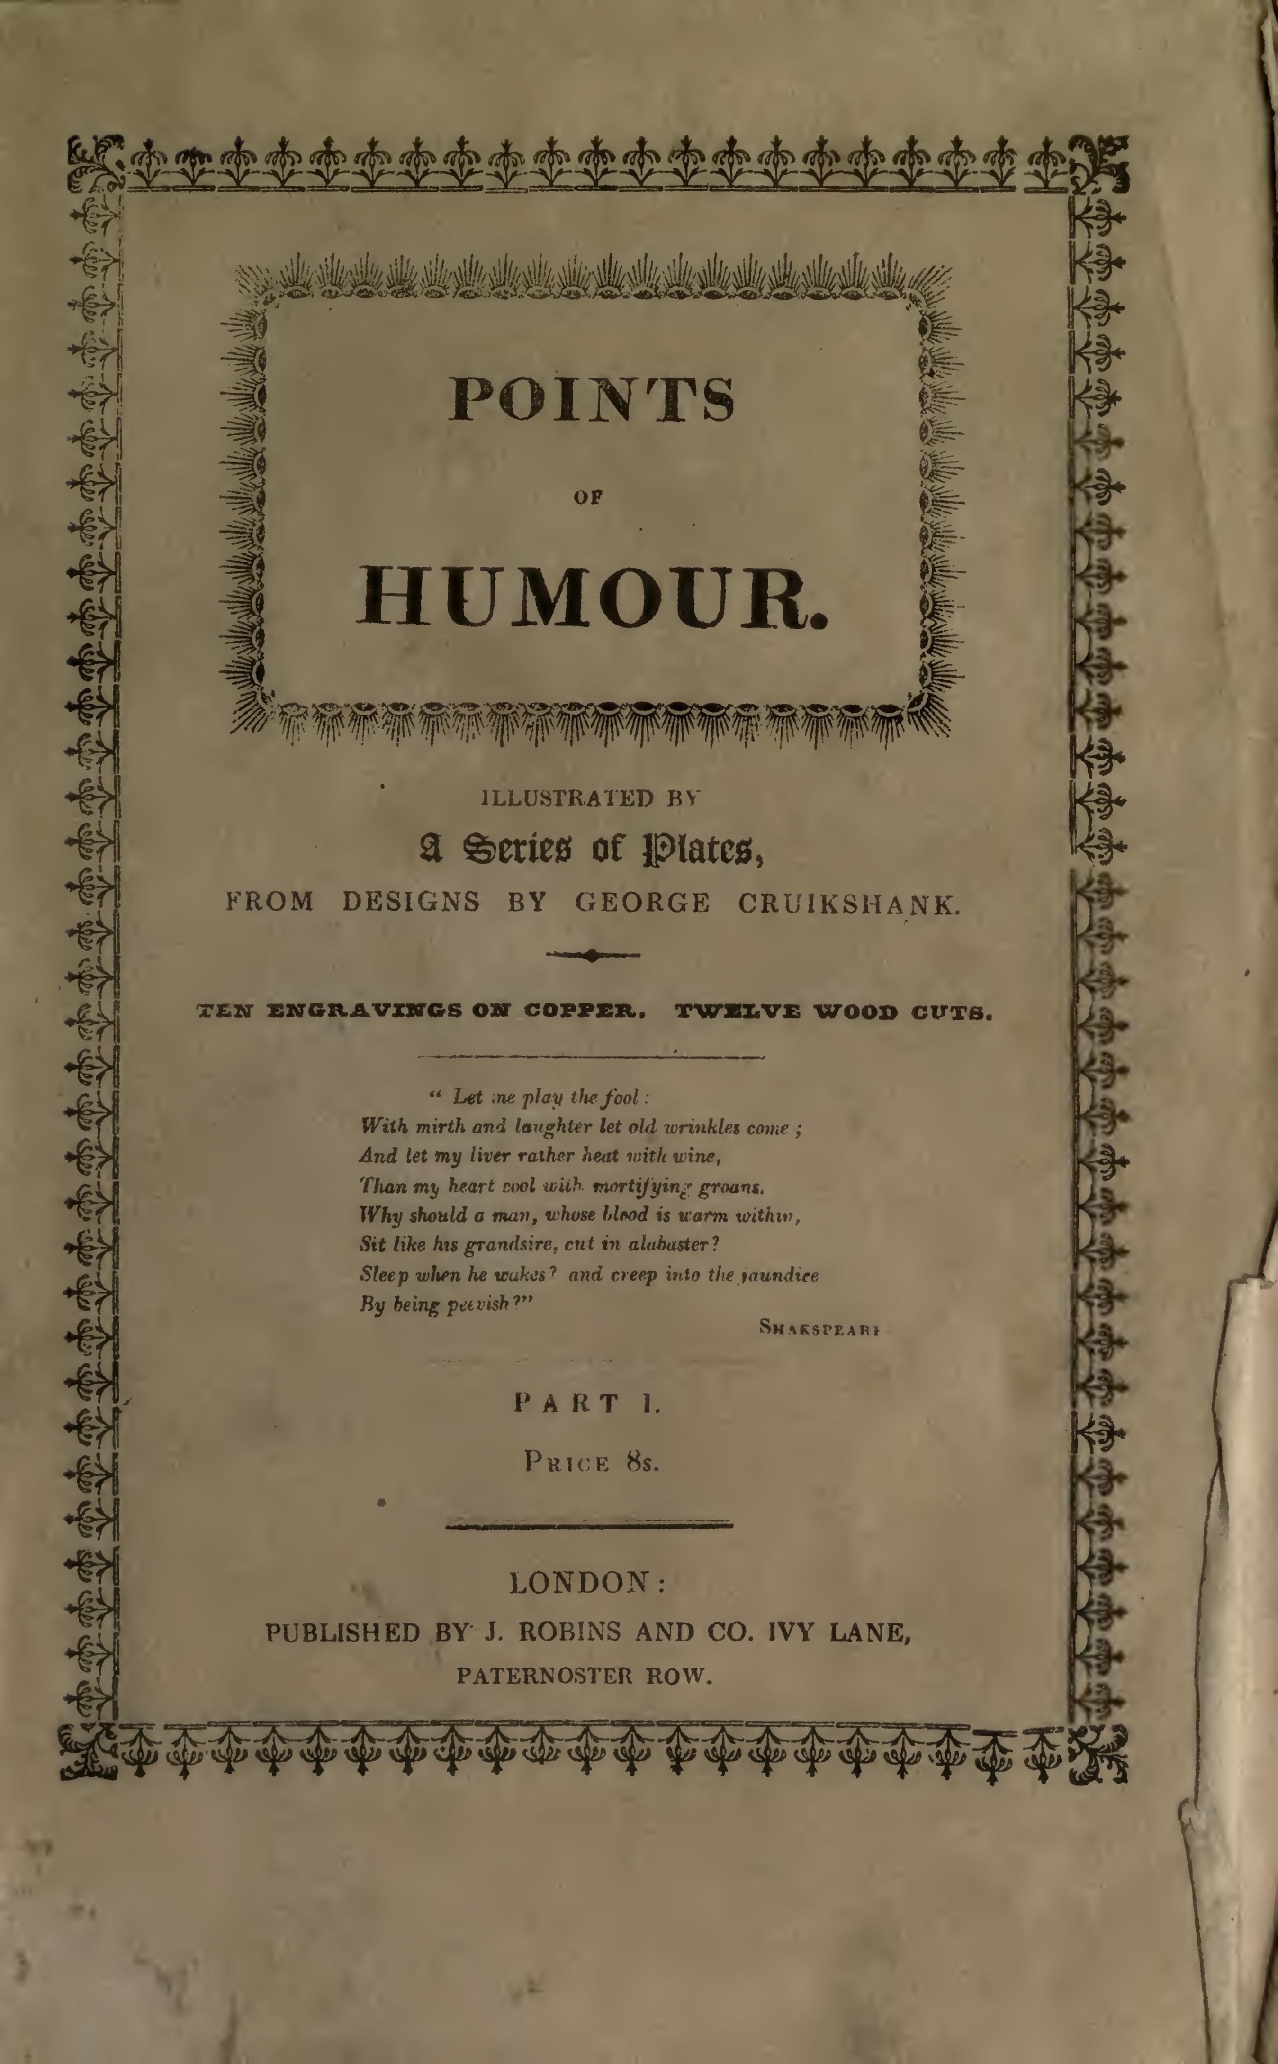 POINTS
OF
HUMOUR.
ILLUSTRATED BY
A Series of Plates,
FROM DESIGNS BY GEORGE CRUIKSHANK.
TEN ENGRAVINGS ON COPPER. TWELVE WOOD CUTS.
“ Let me play the fool :
With mirth and laughter let old wrinkles come ;
And let my liver rather heat with wine,
Than my heart cool with mortifying groans.
Why should a man, whose blood is warm within,
Sit like his grandsire, cut in alabaster?
Sleep when he wakes? and creep into the jaundice
By being peevish?”
SHAKSPEARE
PART I.
PRICE 8s.
LONDON :
PUBLISHED BY J. ROBINS AND CO. IVY LANE,
PATERNOSTER ROW.